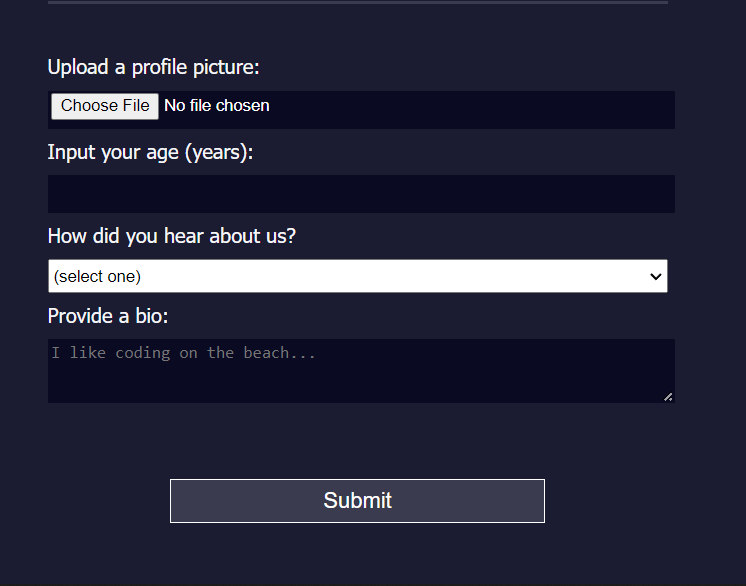 Upload a profile picture:
Choose File No file chosen
Input your age (years):
How did you hear about us?
(select one)
Provide a bio:
I like coding on the beach...
Submit